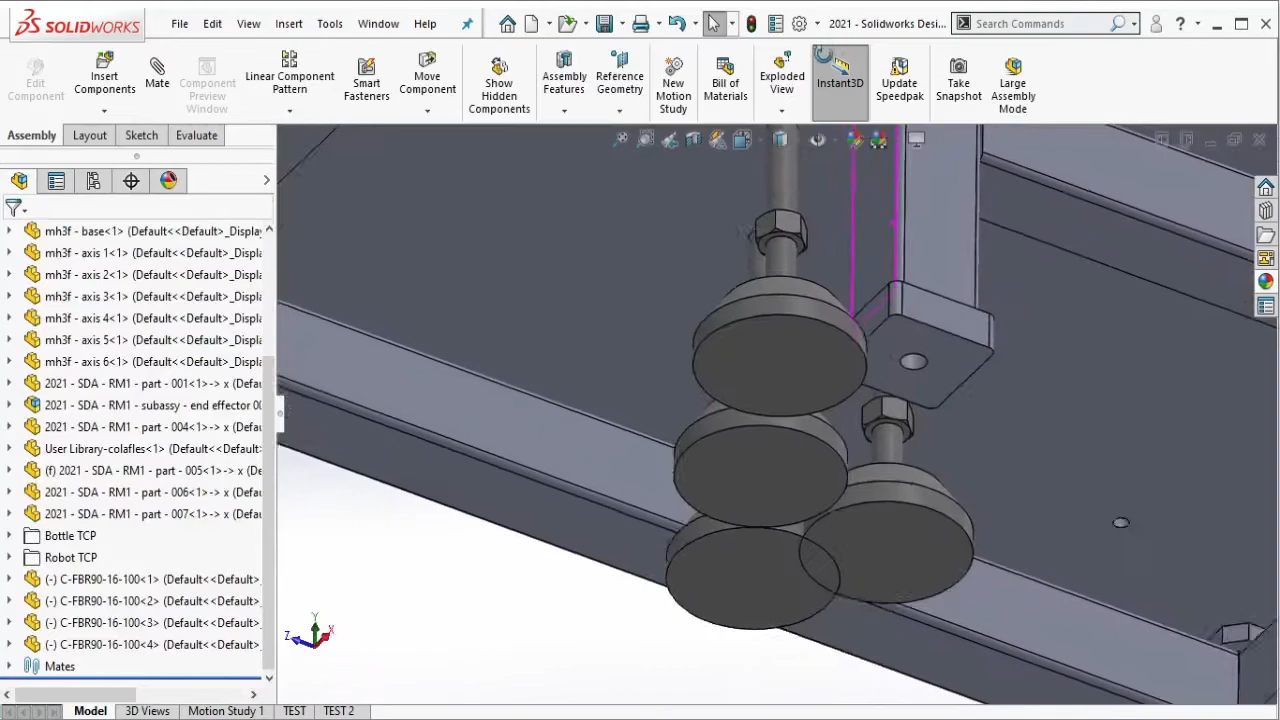 SOLIDWORKS
File
Edit
View
Insert
Tools
Window
Help
2021 - Solidworks Desi...
Search Commands
?
Edit
Component
Insert
Components
Mate
Component
Preview
Window
Linear Component
Pattern
Smart
Fasteners
Move
Component
Show
Hidden
Components
Assembly
Features
Reference
Geometry
New
Motion
Study
Bill of
Materials
Exploded
View
Instant3D
Update
Speedpak
Take
Snapshot
Large
Assembly
Mode
Assembly
Layout
Sketch
Evaluate
mh3f - base<1> (Default<<Default>_Display
mh3f - axis 1<1> (Default<<Default>_Displa
mh3f - axis 2<1> (Default<<Default>_Displa
mh3f - axis 3<1> (Default<<Default>_Displa
mh3f - axis 4<1> (Default<<Default>_Displa
mh3f - axis 5<1> (Default<<Default>_Displa
mh3f - axis 6<1> (Default<<Default>_Displa
2021 - SDA - RM1 - part - 001<1>-> x (Defau
2021 - SDA - RM1 - subassy - end effector 00
2021 - SDA - RM1 - part - 004<1>-> x (Defau
User Library-colafles<1> (Default<<Default>
(f) 2021 - SDA - RM1 - part - 005<1>-> x (De
2021 - SDA - RM1 - part - 006<1>-> x (Defau
2021 - SDA - RM1 - part - 007<1>-> x (Defau
Bottle TCP
Robot TCP
(-) C-FBR90-16-100<1> (Default<<Default>_
(-) C-FBR90-16-100<2> (Default<<Default>_
(-) C-FBR90-16-100<3> (Default<<Default>_
(-) C-FBR90-16-100<4> (Default<<Default>_
Mates
Y
Z
X
Model
3D Views
Motion Study 1
TEST
TEST 2